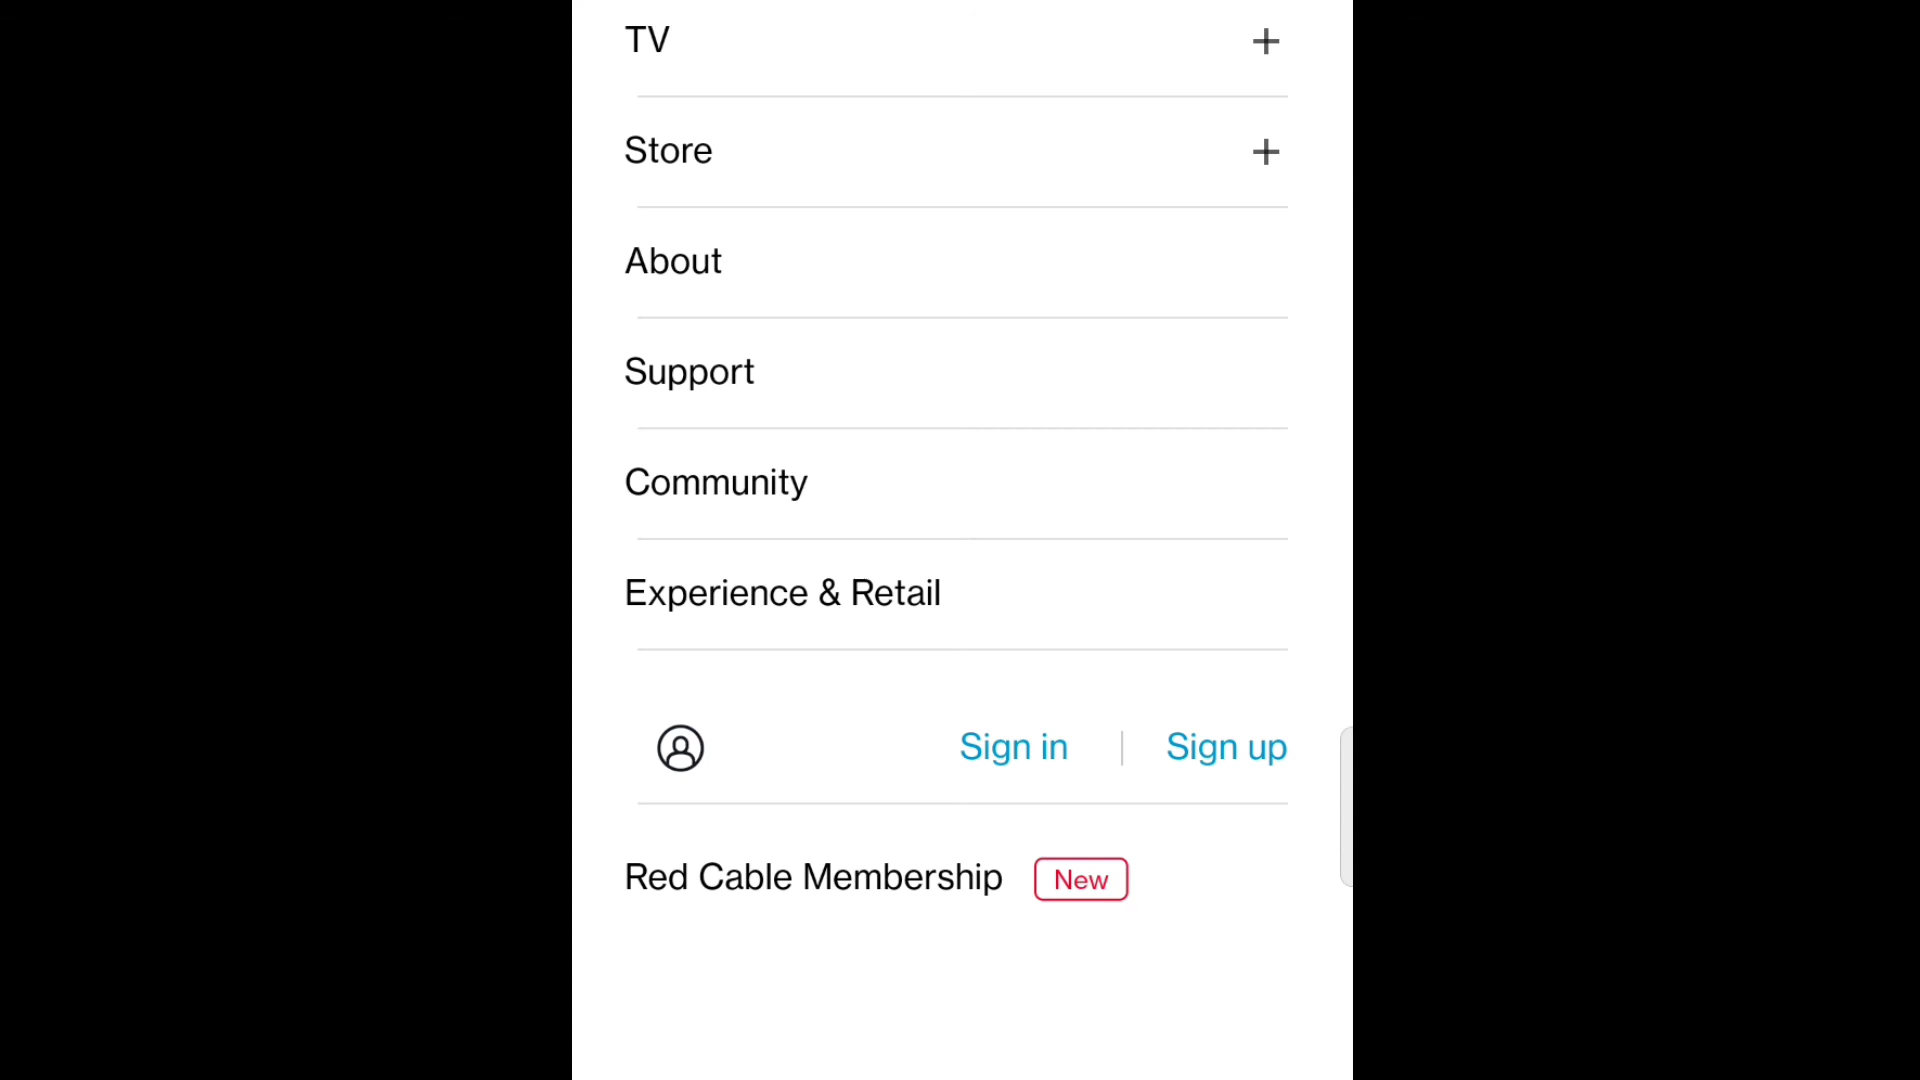 TV
Store
About
Support
Community
Experience & Retail
Sign in | Sign up
Red Cable Membership New